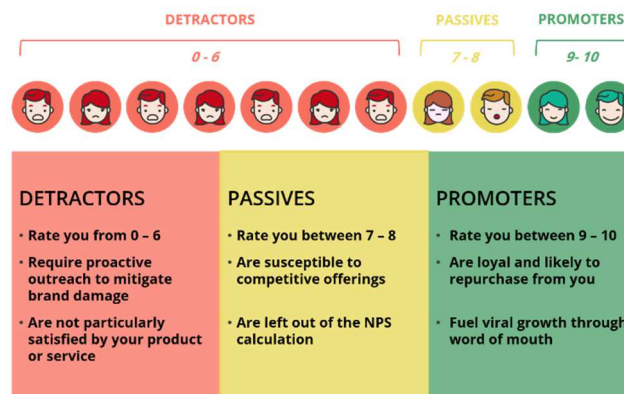 DETRACTORS
PASSIVES
PROMOTERS
0 - 6
7 - 8
9- 10
DETRACTORS
• Rate you from 0 – 6
• Require proactive
outreach to mitigate
brand damage
• Are not particularly
satisfied by your product
or service
PASSIVES
• Rate you between 7 – 8
• Are susceptible to
competitive offerings
• Are left out of the NPS
calculation
PROMOTERS
• Rate you between 9 – 10
• Are loyal and likely to
repurchase from you
• Fuel viral growth through
word of mouth